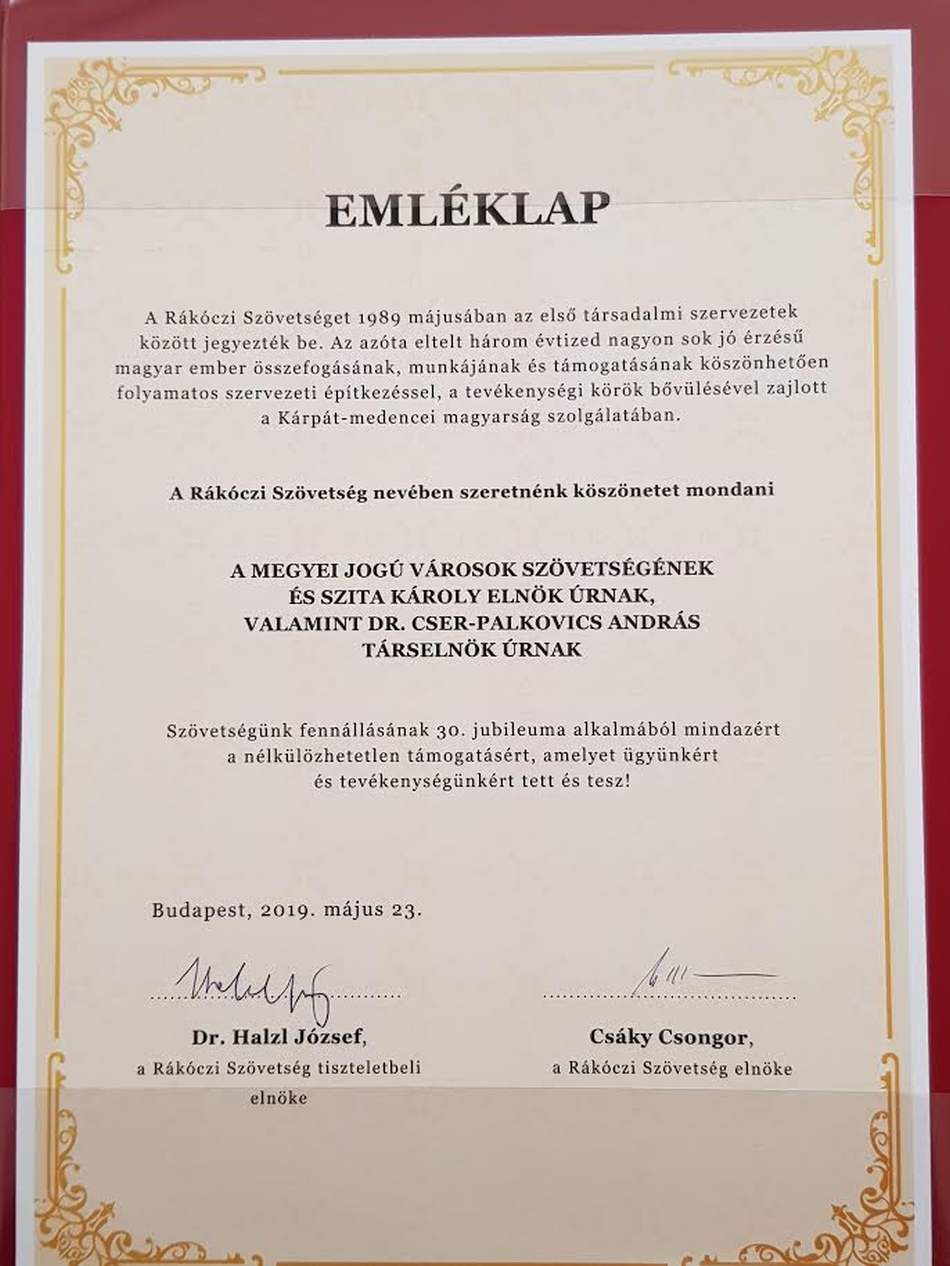 EMLÉKLAP
A Rákóczi Szövetséget 1989 májusában az első társadalmi szervezetek
között jegyezték be. Az azóta eltelt három évtized nagyon sok jó érzésű
magyar ember összefogásának, munkájának és támogatásának köszönhetően
folyamatos szervezeti építkezéssel, a tevékenységi körök bővülésével zajlott
a Kárpát-medencei magyarság szolgálatában.
A Rákóczi Szövetség nevében szeretnénk köszönetet mondani
A MEGYEI JOGÚ VÁROSOK SZÖVETSÉGÉNEK
ÉS SZITA KÁROLY ELNÖK ÚRNAK,
VALAMINT DR. CSER-PALKOVICS ANDRÁS
TÁRSELNÖK ÚRNAK
Szövetségünk fennállásának 30. jubileuma alkalmából mindazért
a nélkülözhetetlen támogatásért, amelyet ügyünkért
és tevékenységünkért tett és tesz!
Budapest, 2019. május 23.
Dr. Halzl József,
a Rákóczi Szövetség tiszteletbeli
elnöke
Csáky Csongor,
a Rákóczi Szövetség elnöke